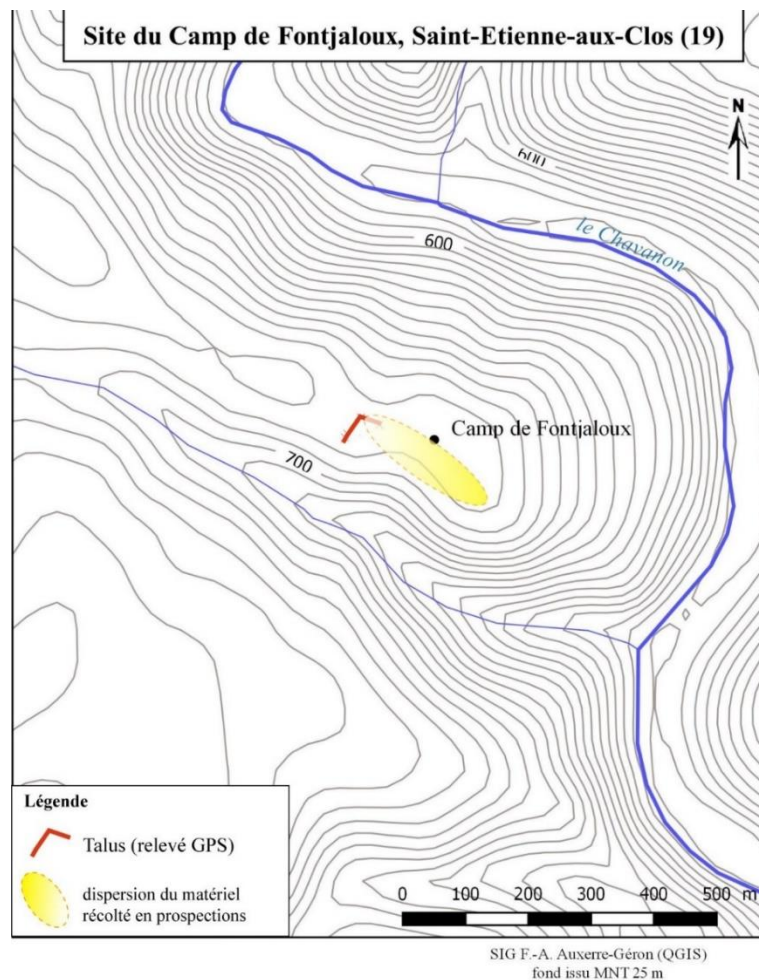 Site du Camp de Fontjaloux, Saint-Etienne-aux-Clos (19)
N
600
le Chavanon
600
Camp de Fontjaloux
700
Légende
Talus (relevé GPS)
dispersion du matériel
récolté en prospections
0 100 200 300 400 500 m
SIG F.-A. Auxerre-Géron (QGIS)
fond issu MNT 25 m